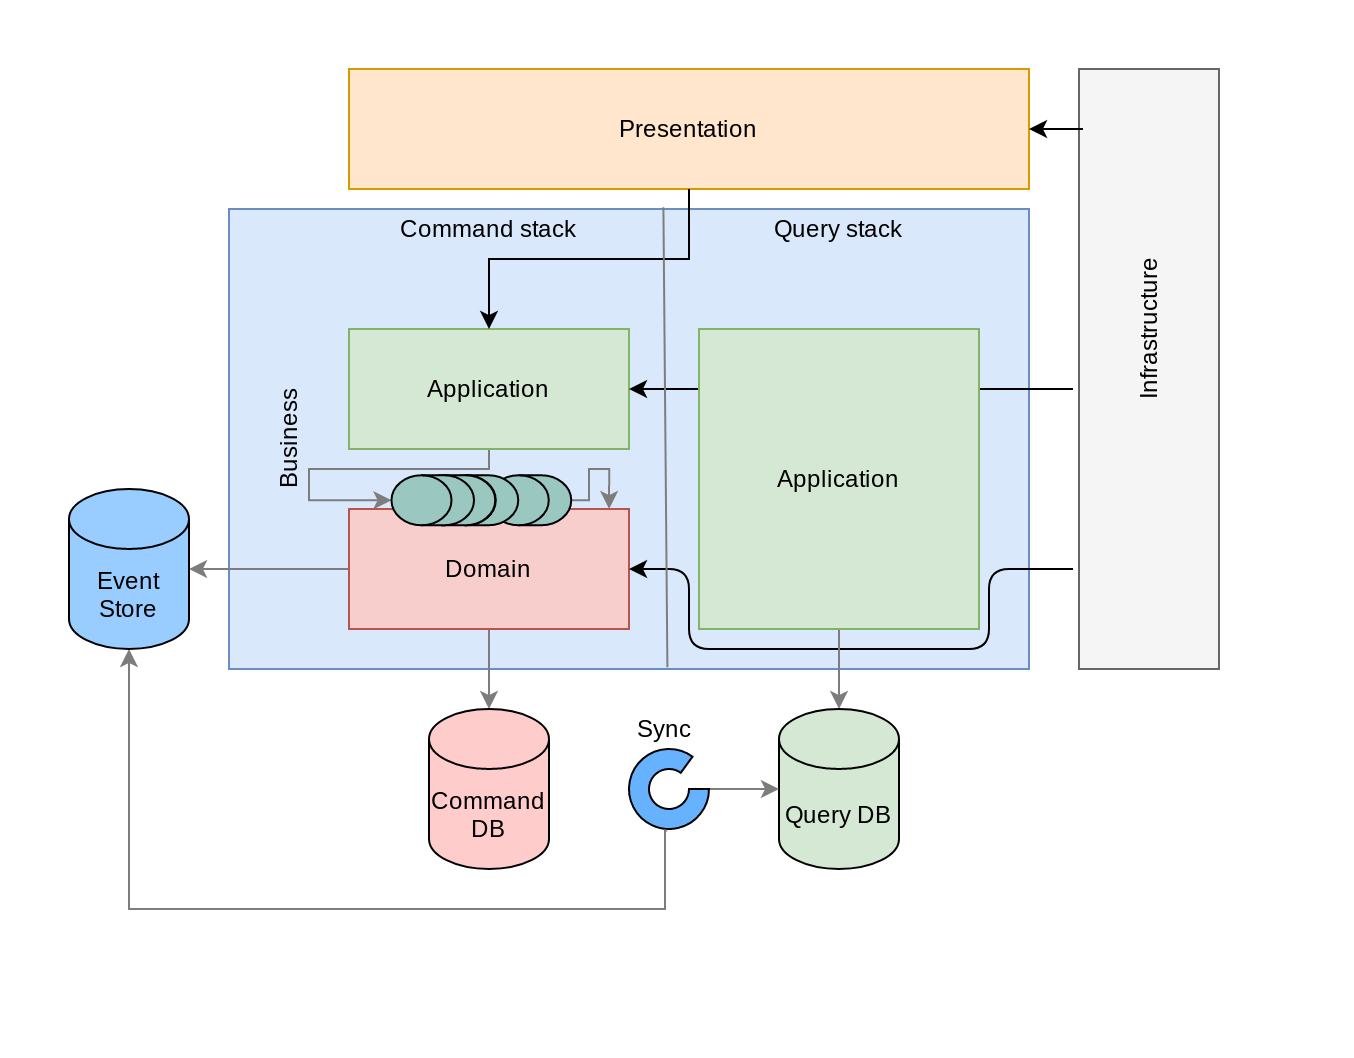 Presentation
Command stack
Query stack
Infrastructure
Application
Business
Application
Domain
Event
Store
Sync
Command
DB
Query DB